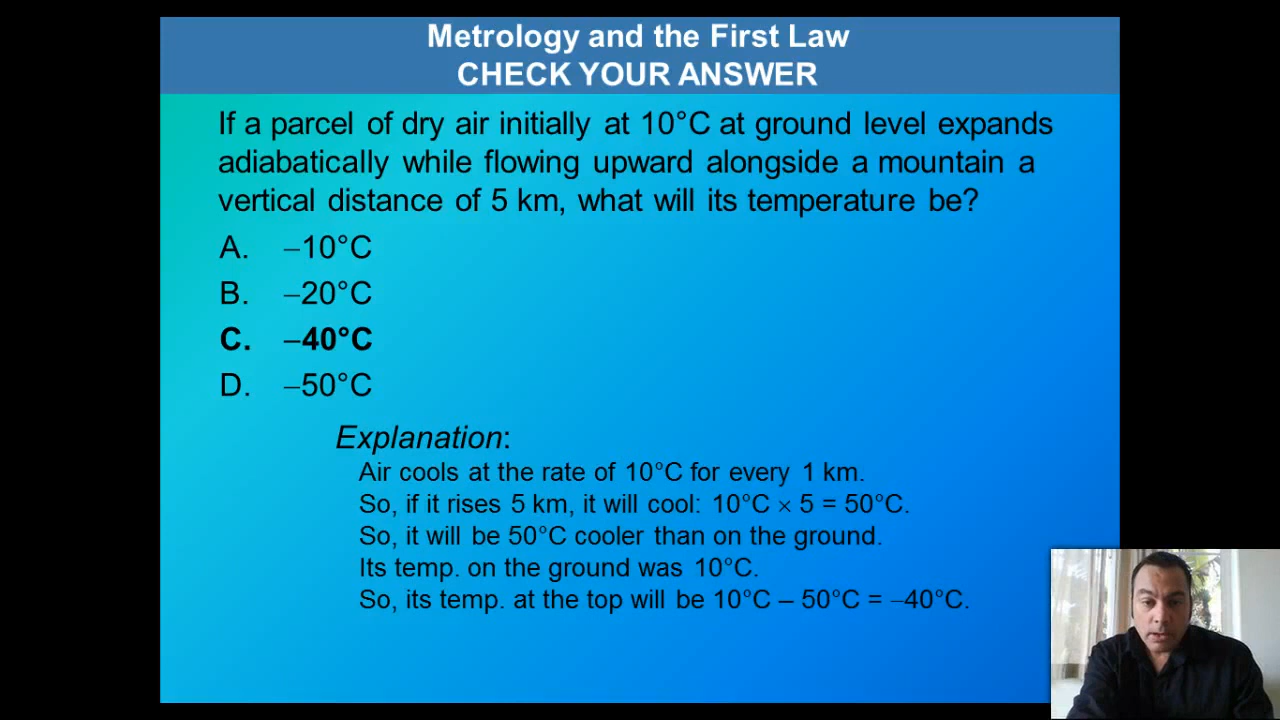 Metrology and the First Law
CHECK YOUR ANSWER
If a parcel of dry air initially at 10°C at ground level expands
adiabatically while flowing upward alongside a mountain a
vertical distance of 5 km, what will its temperature be?
A. –10°C
B. –20°C
C. –40°C
D. –50°C
Explanation:
Air cools at the rate of 10°C for every 1 km.
So, if it rises 5 km, it will cool: 10°C × 5 = 50°C.
So, it will be 50°C cooler than on the ground.
Its temp. on the ground was 10°C.
So, its temp. at the top will be 10°C – 50°C = –40°C.